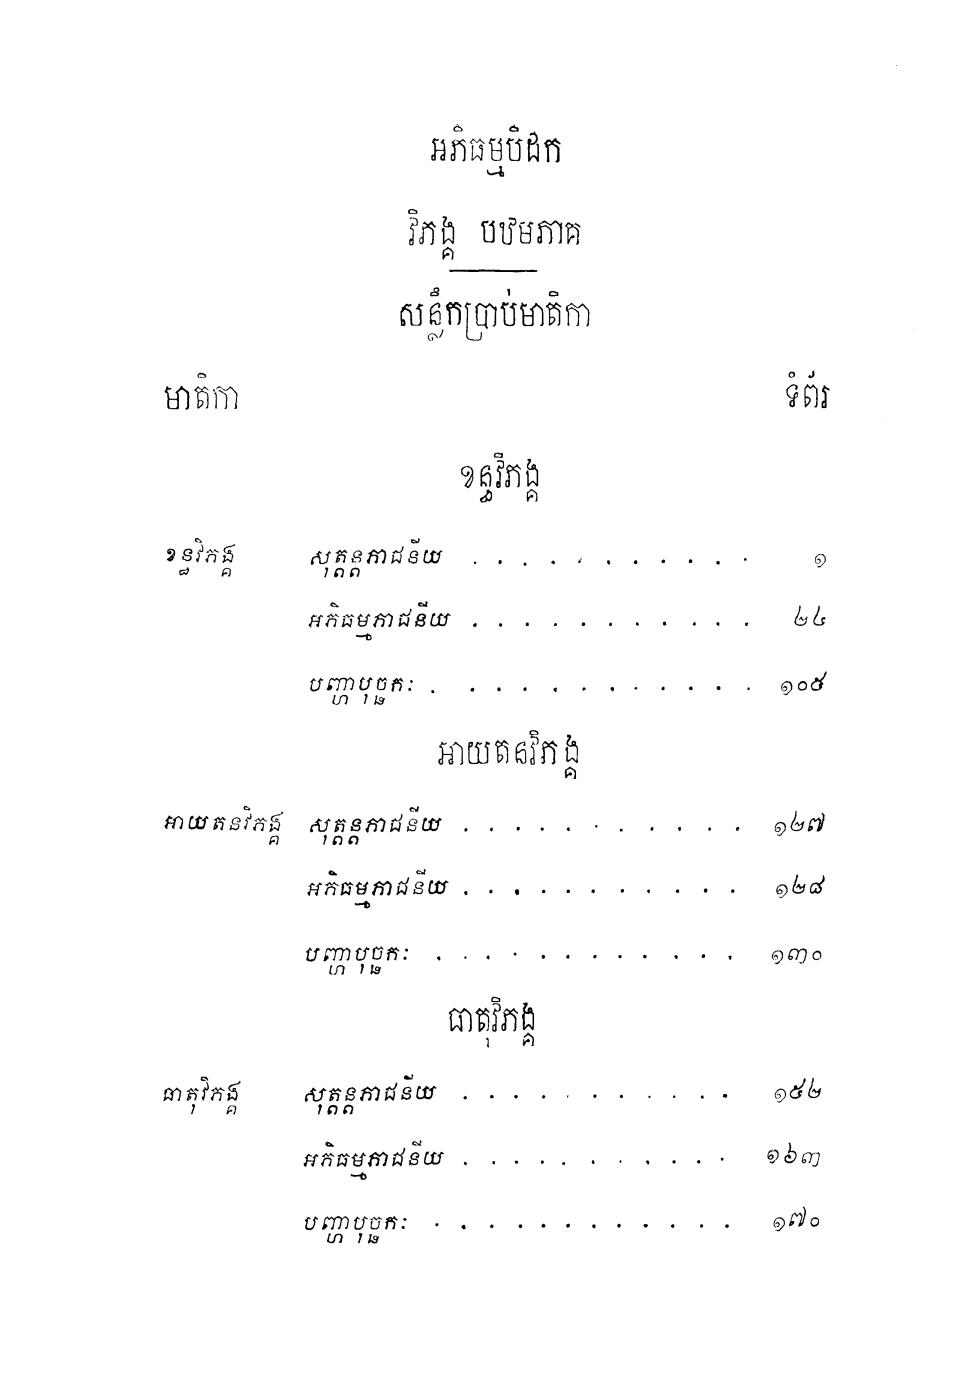 អភិធម្មបិដក
វិភង្គ បឋមភាគ
សន្លឹកប្រាប់មាតិកា
មាតិកា ទំព័រ
ខន្ធវិភង្គ
ខន្ធវិភង្គ សុត្តន្តភាជនីយ . . . . . . . . . . . ១
អភិធម្មភាជនីយ . . . . . . . . . . . ២៤
បញ្ហាបុច្ឆកៈ . . . . . . . . . . . . ១០៥
អាយតនវិភង្គ
អាយតនវិភង្គ សុត្តន្តភាជនីយ . . . . . . . . . . . ១២៧
អភិធម្មភាជនីយ . . . . . . . . . . . ១២៨
បញ្ហាបុច្ឆកៈ . . . . . . . . . . . . ១៣០
ធាតុវិភង្គ
ធាតុវិភង្គ សុត្តន្តភាជនីយ . . . . . . . . . . . ១៥២
អភិធម្មភាជនីយ . . . . . . . . . . . ១៦៣
បញ្ហាបុច្ឆកៈ . . . . . . . . . . . . ១៧០